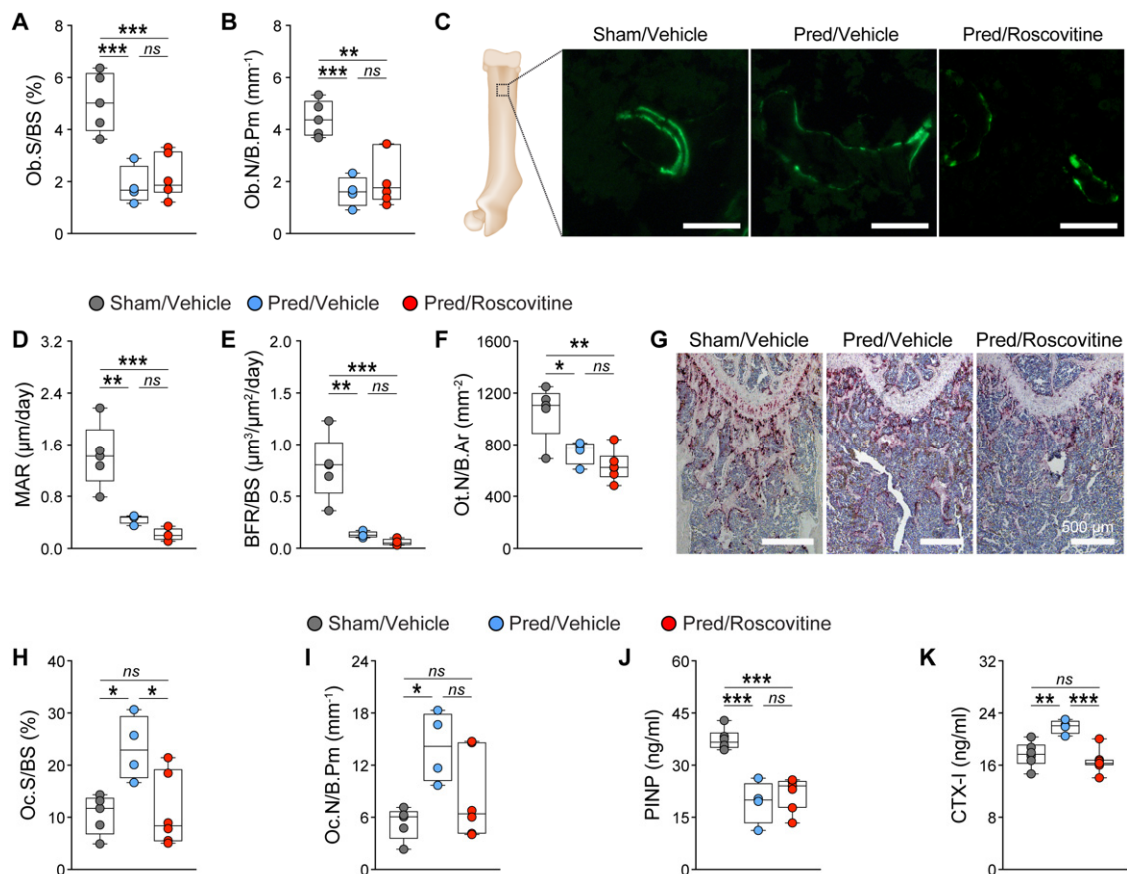 A
Ob.S/BS (%)
8
6
4
2
0
***
***
ns
B
Ob.N/B.Pm (mm⁻¹)
8
6
4
2
0
**
***
ns
C
Sham/Vehicle
Pred/Vehicle
Pred/Roscovitine
Sham/Vehicle
Pred/Vehicle
Pred/Roscovitine
D
MAR (µm/day)
3.2
2.4
1.6
0.8
0.0
***
**
ns
E
BFR/BS (µm³/µm²/day)
2.0
1.5
1.0
0.5
0.0
***
**
ns
F
Ot.N/B.Ar (mm⁻²)
1600
1200
800
400
0
**
*
ns
G
Sham/Vehicle
Pred/Vehicle
Pred/Roscovitine
500 µm
Sham/Vehicle
Pred/Vehicle
Pred/Roscovitine
H
Oc.S/BS (%)
40
30
20
10
0
ns
*
*
I
Oc.N/B.Pm (mm⁻¹)
24
18
12
6
0
ns
*
ns
J
PINP (ng/ml)
60
45
30
15
0
***
***
ns
K
CTX-I (ng/ml)
24
20
16
12
8
ns
**
***